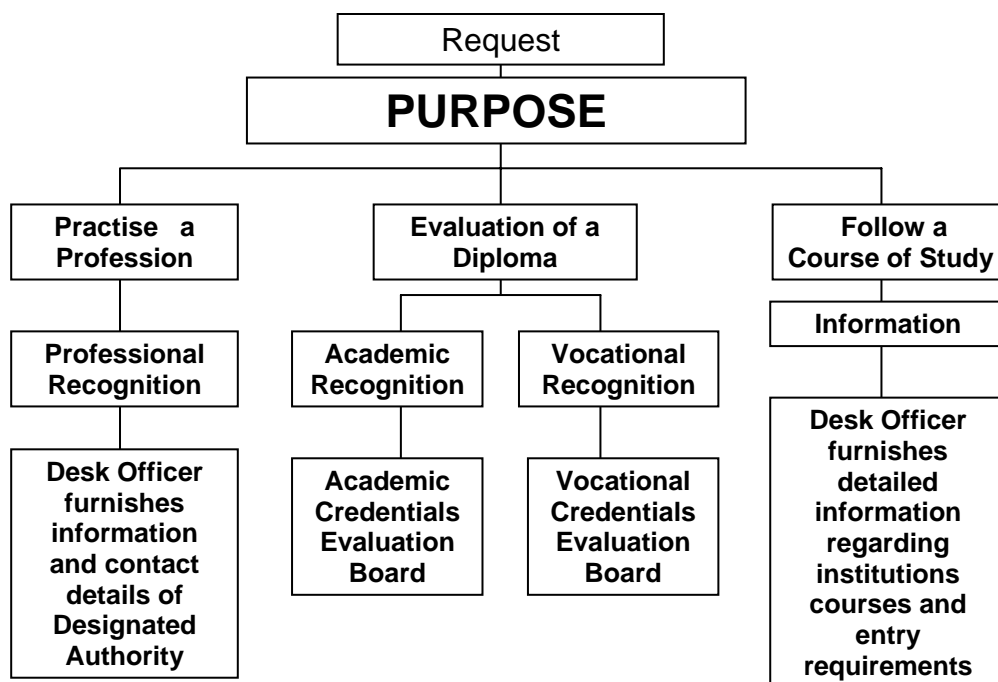 Request
PURPOSE
Practise a
Profession
Evaluation of a
Diploma
Follow a
Course of Study
Information
Professional
Recognition
Academic
Recognition
Vocational
Recognition
Desk Officer
furnishes
information
and contact
details of
Designated
Authority
Academic
Credentials
Evaluation
Board
Vocational
Credentials
Evaluation
Board
Desk Officer
furnishes
detailed
information
regarding
institutions
courses and
entry
requirements